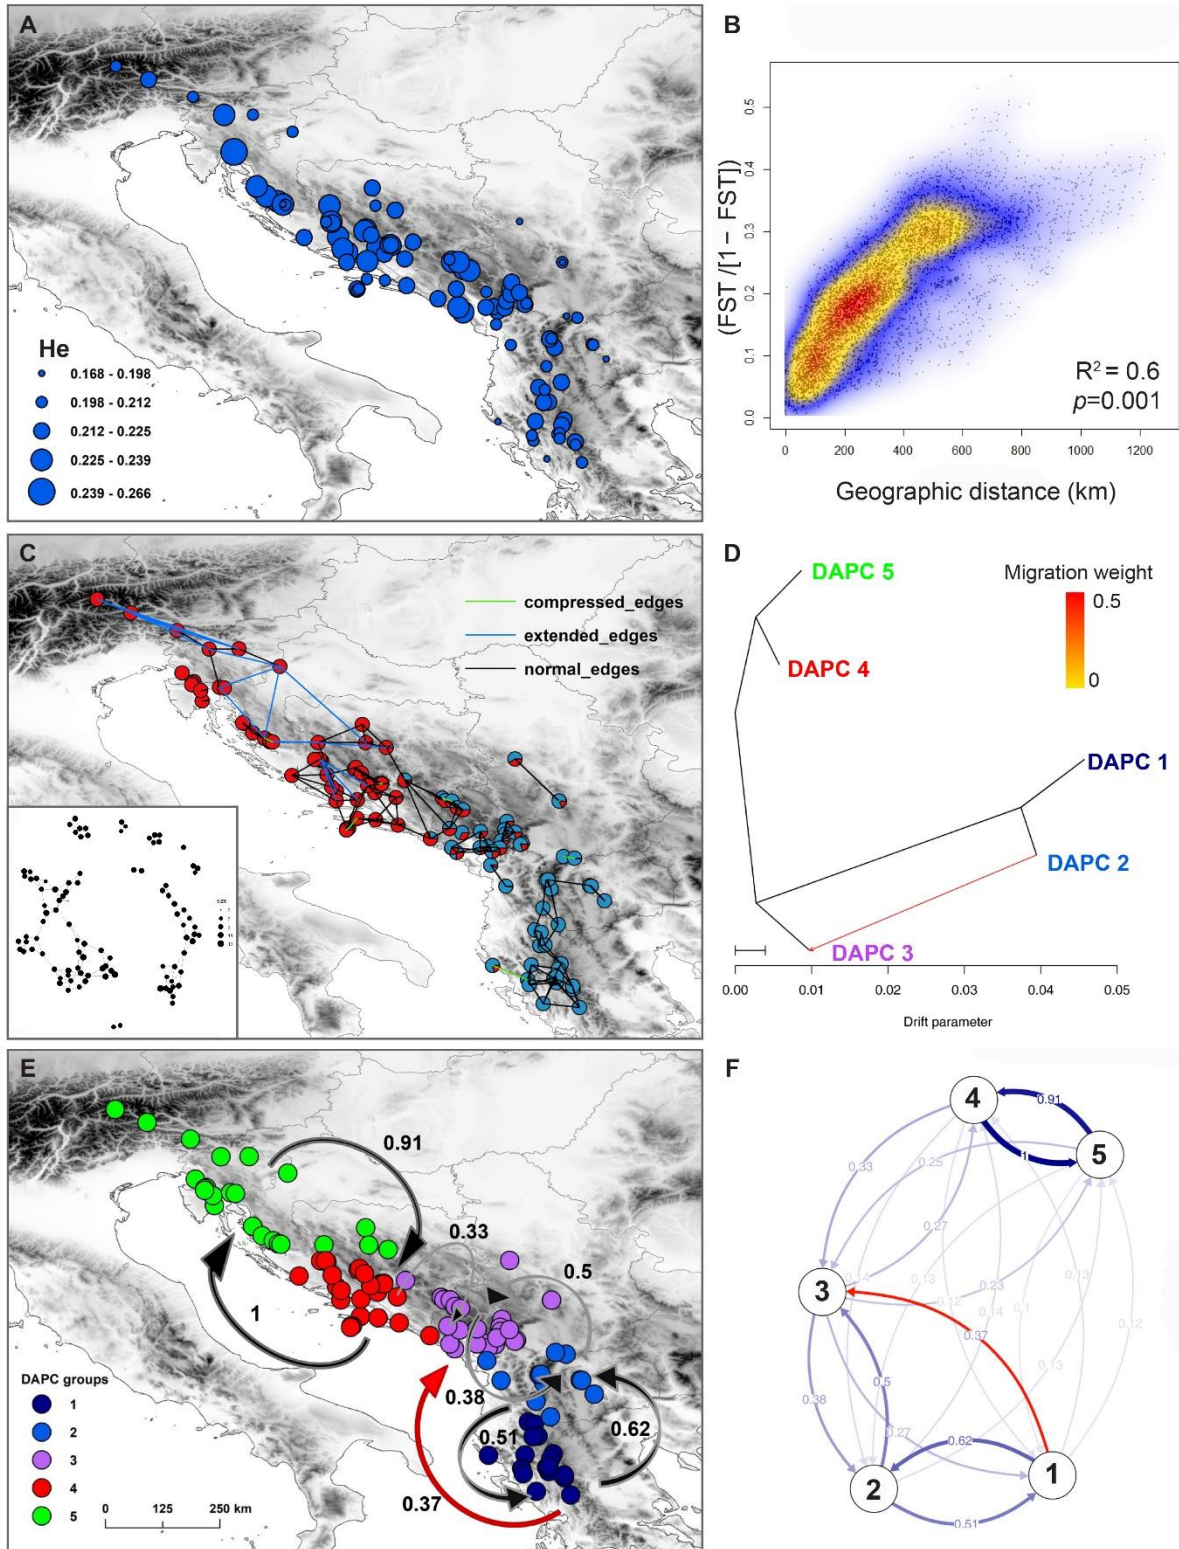 A
He
0.168 - 0.198
0.198 - 0.212
0.212 - 0.225
0.225 - 0.239
0.239 - 0.266
B
(FST /[1 − FST])
0.5
0.4
0.3
0.2
0.1
0.0
R² = 0.6
p=0.001
0
200
400
600
800
1000
1200
Geographic distance (km)
C
compressed_edges
extended_edges
normal_edges
D
DAPC 5
DAPC 4
DAPC 1
DAPC 2
DAPC 3
Migration weight
0.5
0
0.00
0.01
0.02
0.03
0.04
0.05
Drift parameter
E
0.91
0.33
0.5
1
0.38
0.51
0.62
0.37
DAPC groups
1
2
3
4
5
0 125 250 km
F
4
5
3
2
1
0.91
1
0.33
0.25
0.27
0.23
0.14
0.12
0.13
0.14
0.1
0.13
0.12
0.37
0.13
0.5
0.38
0.27
0.62
0.51